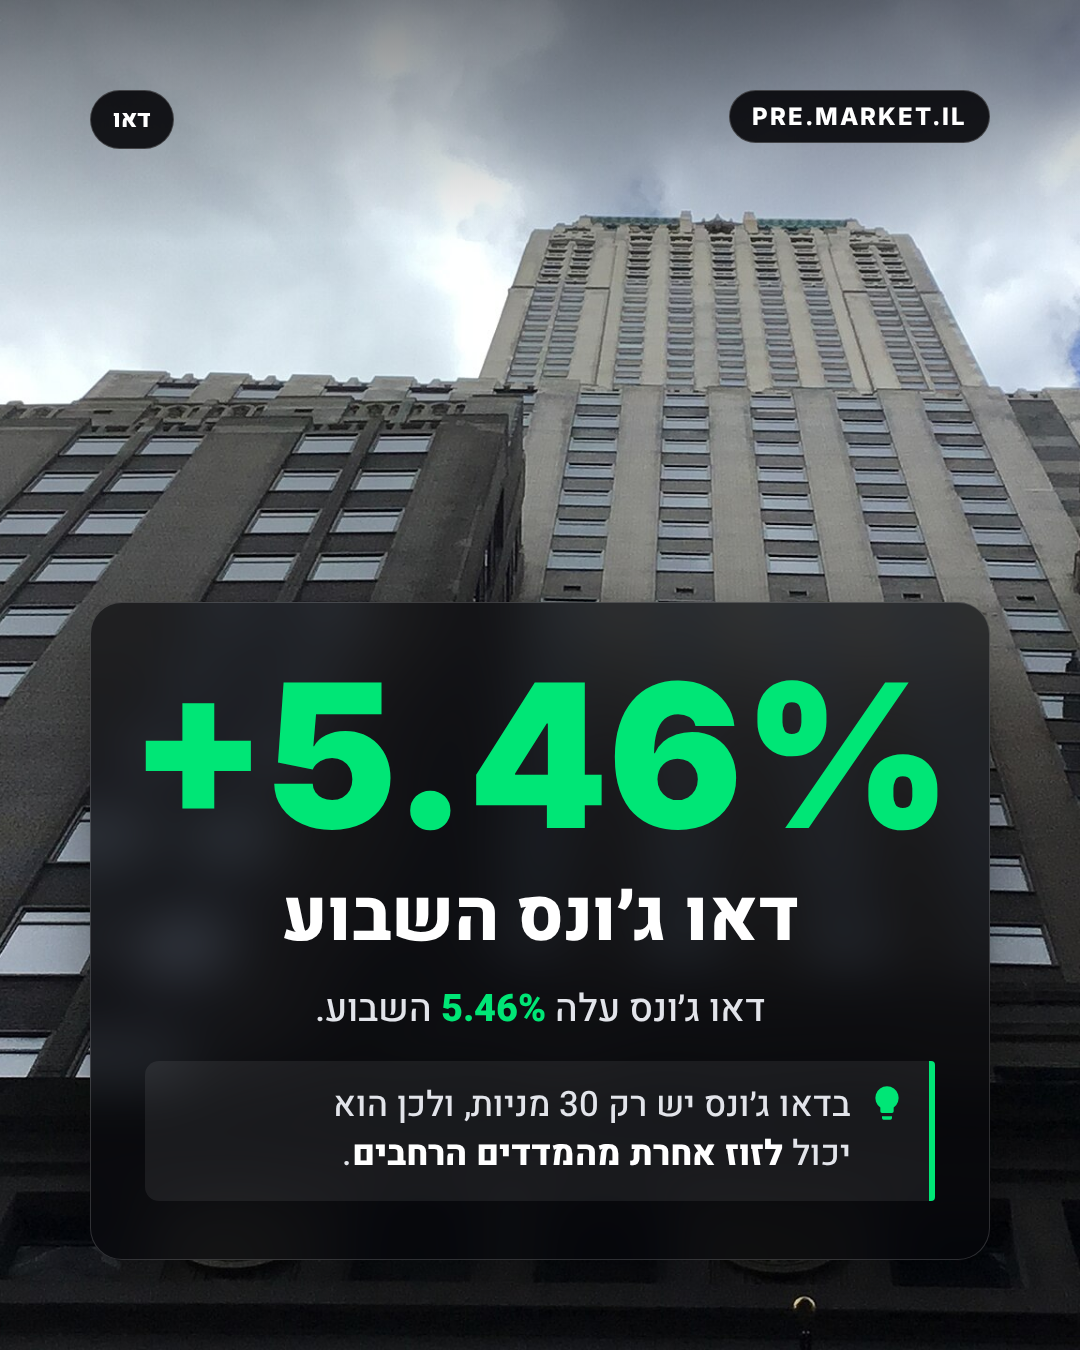 PRE.MARKET.IL
דאו
+5.46%
דאו ג׳ונס השבוע
דאו ג׳ונס עלה 5.46% השבוע.
בדאו ג׳ונס יש רק 30 מניות, ולכן הוא
יכול לזוז אחרת מהמדדים הרחבים.